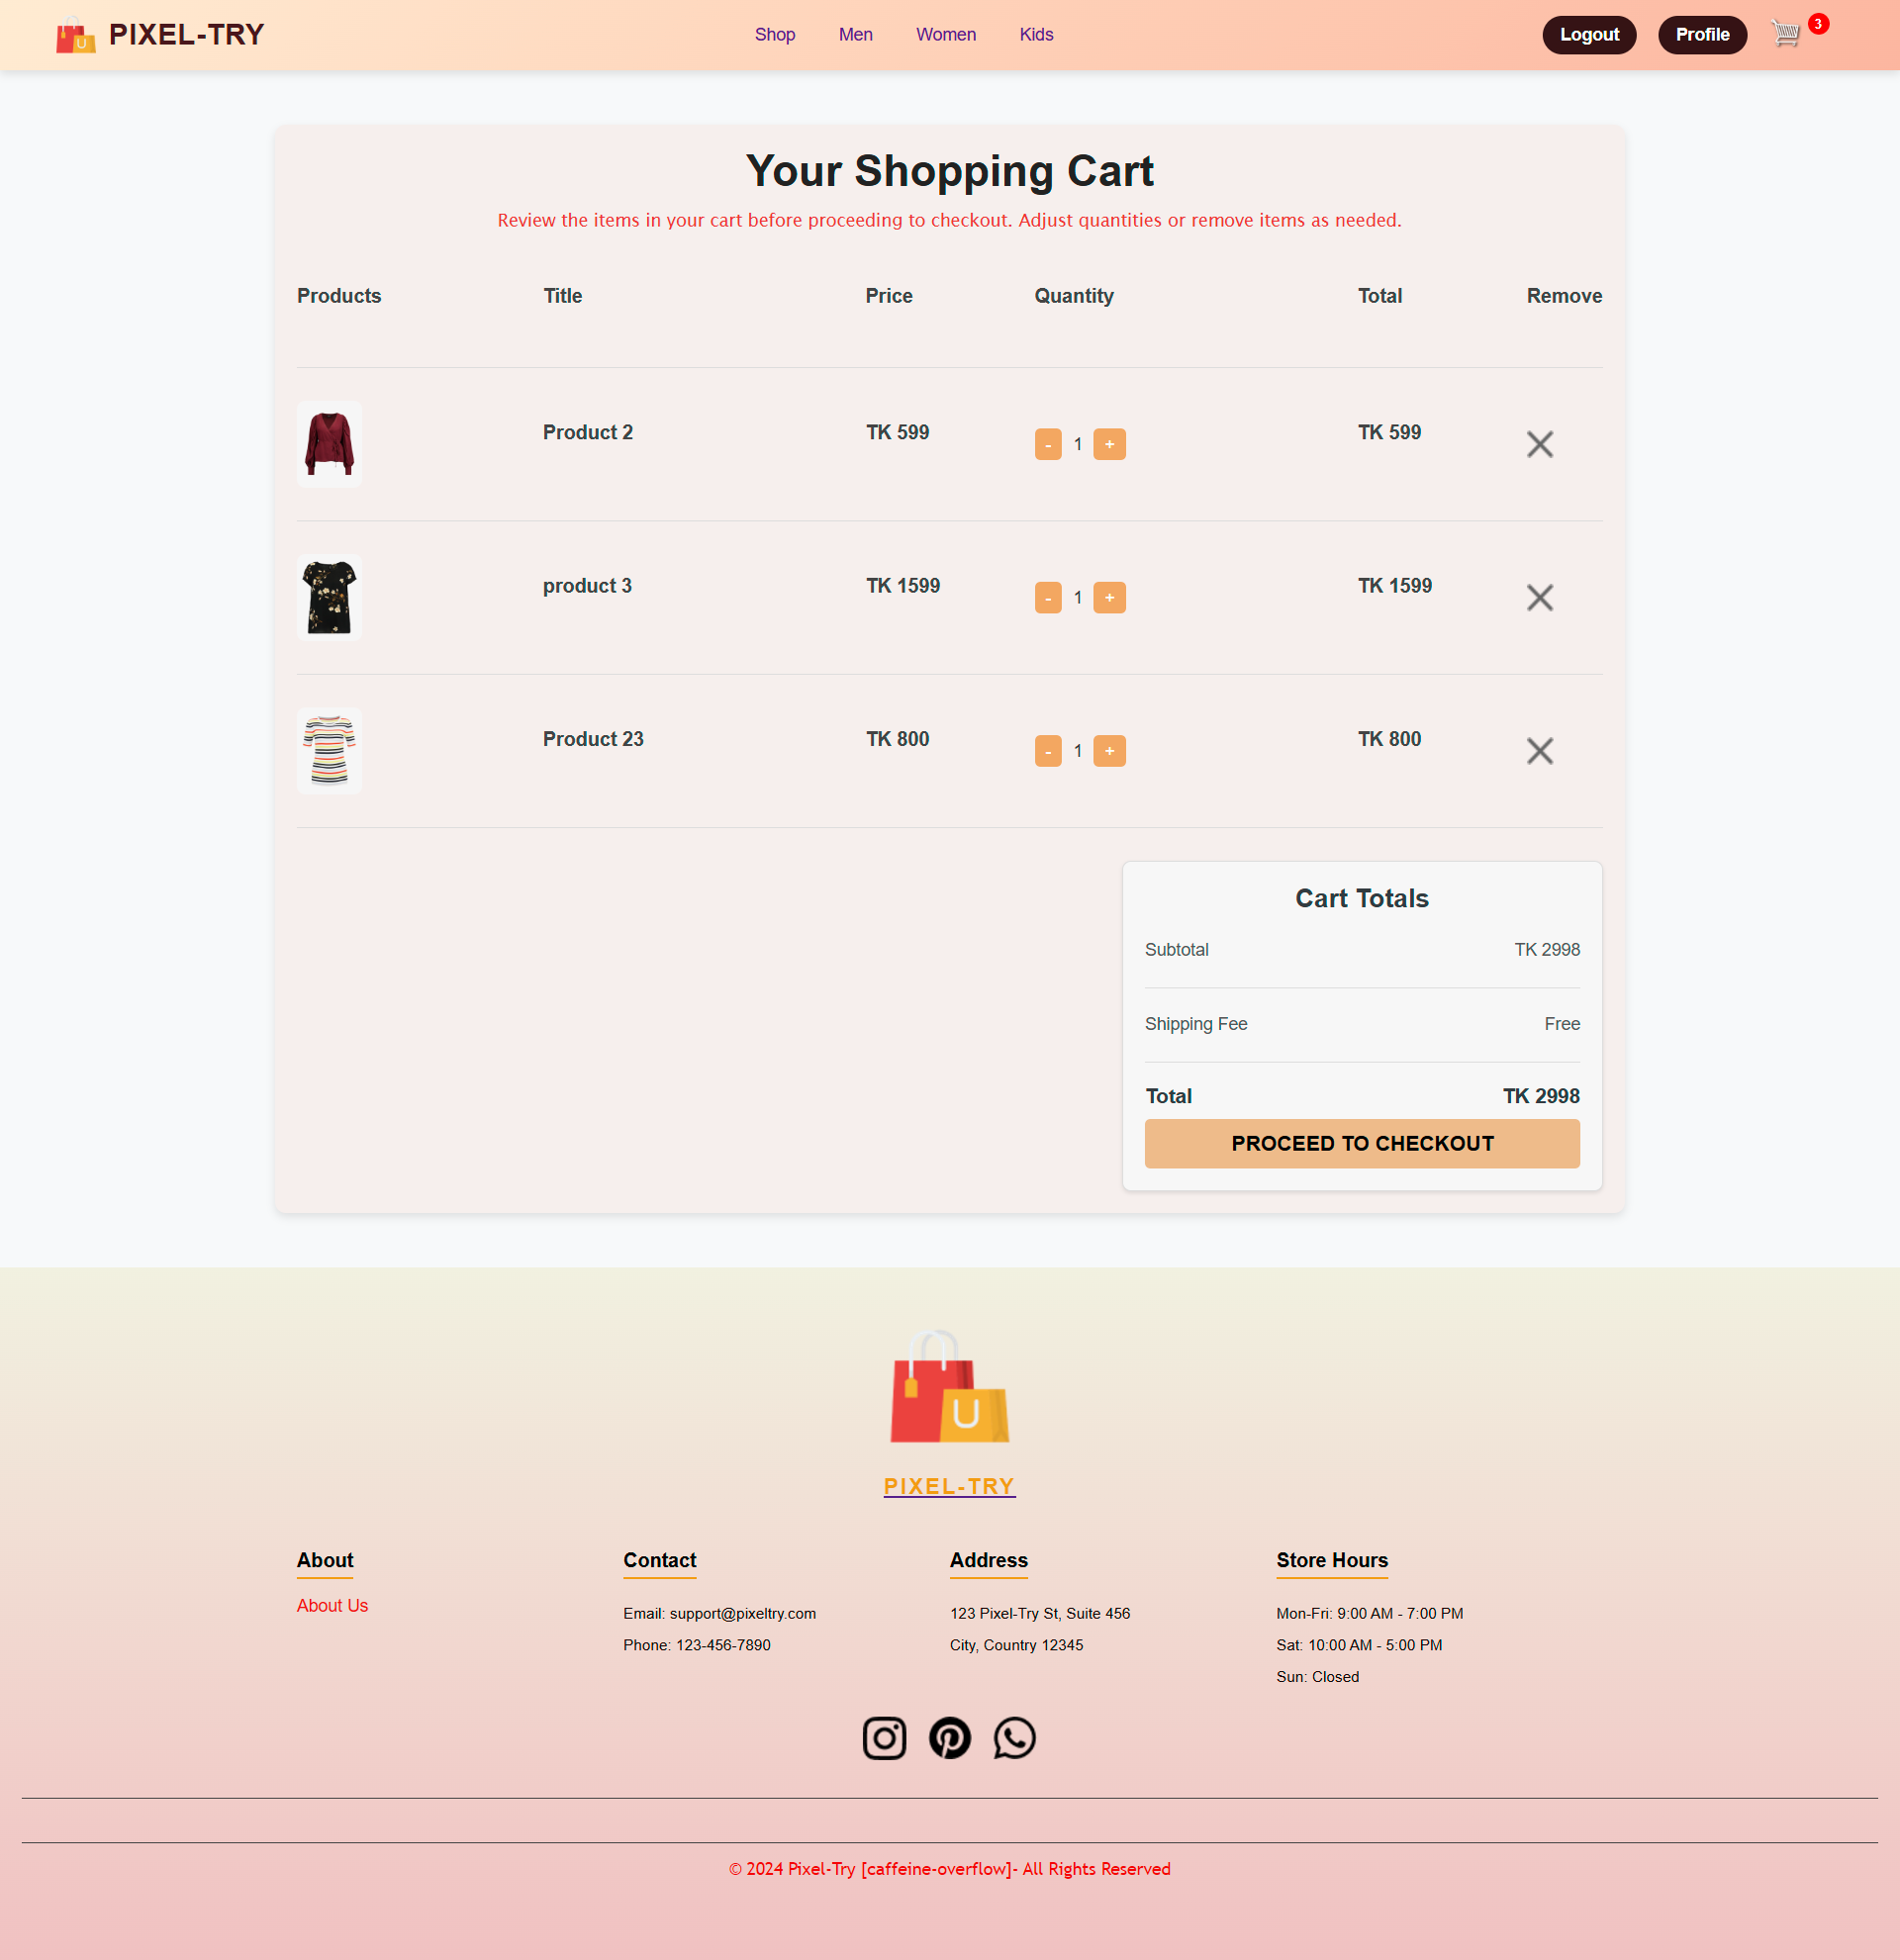 PIXEL-TRY Shop Men Women Kids Logout Profile 3
Your Shopping Cart
Review the items in your cart before proceeding to checkout. Adjust quantities or remove items as needed.
Products Title Price Quantity Total Remove
Product 2 TK 599 - 1 + TK 599
product 3 TK 1599 - 1 + TK 1599
Product 23 TK 800 - 1 + TK 800
Cart Totals
Subtotal TK 2998
Shipping Fee Free
Total TK 2998
PROCEED TO CHECKOUT
U
PIXEL-TRY
About
About Us
Contact
Email: support@pixeltry.com
Phone: 123-456-7890
Address
123 Pixel-Try St, Suite 456
City, Country 12345
Store Hours
Mon-Fri: 9:00 AM - 7:00 PM
Sat: 10:00 AM - 5:00 PM
Sun: Closed
© 2024 Pixel-Try [caffeine-overflow]- All Rights Reserved